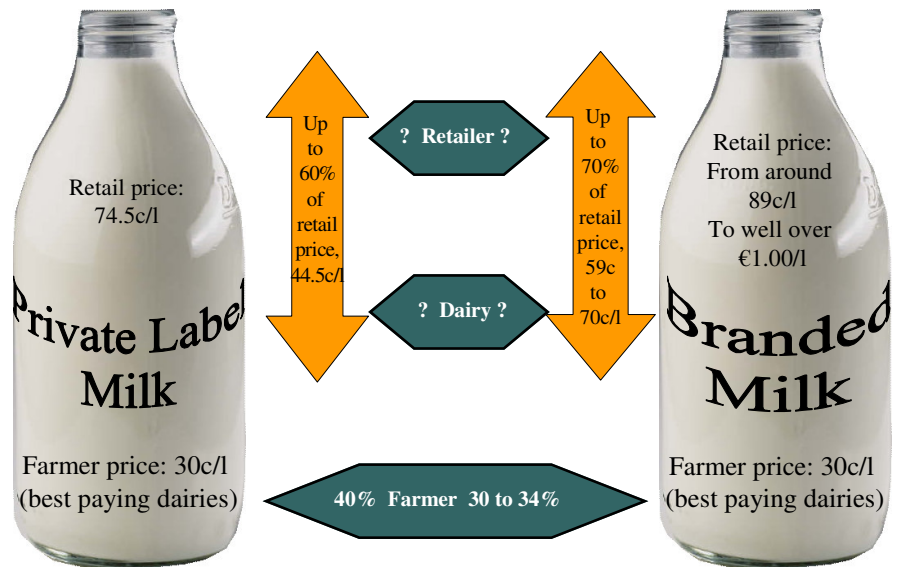 Retail price:
74.5c/l
Private Label
Milk
Farmer price: 30c/l
(best paying dairies)
Up
to
60%
of
retail
price,
44.5c/l
? Retailer ?
? Dairy ?
40% Farmer 30 to 34%
Up
to
70%
of
retail
price,
59c
to
70c/l
Retail price:
From around
89c/l
To well over
€1.00/l
Branded
Milk
Farmer price: 30c/l
(best paying dairies)